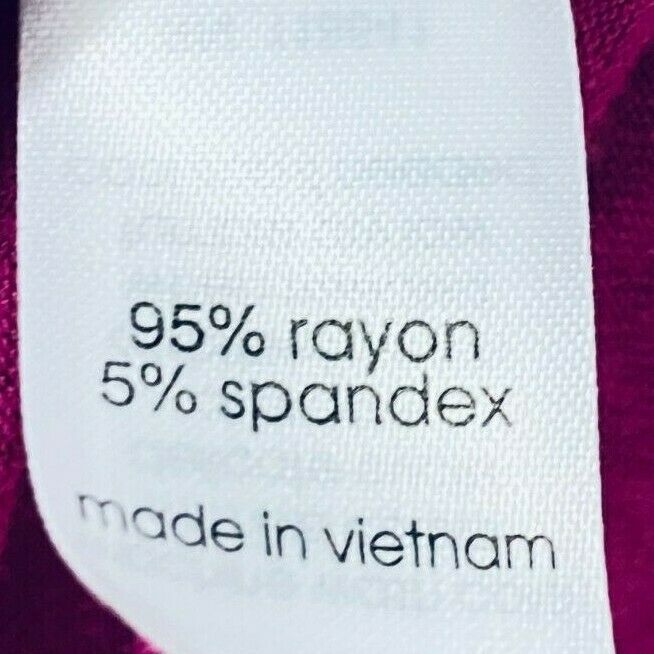 95% rayon
5% spandex
made in vietnam